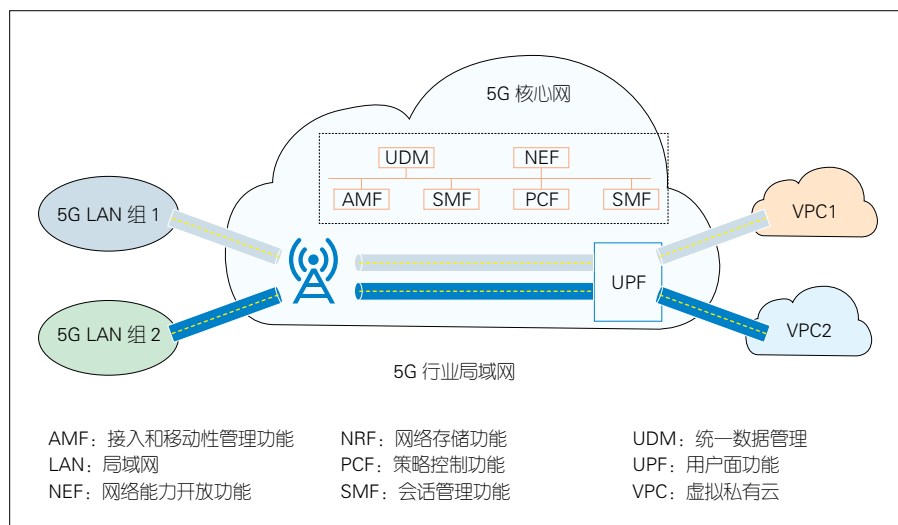 5G 核心网
UDM NEF
AMF SMF PCF SMF
5G LAN 组 1
VPC1
UPF
5G LAN 组 2
VPC2
5G 行业局域网
AMF：接入和移动性管理功能 NRF：网络存储功能 UDM：统一数据管理
LAN：局域网 PCF：策略控制功能 UPF：用户面功能
NEF：网络能力开放功能 SMF：会话管理功能 VPC：虚拟私有云